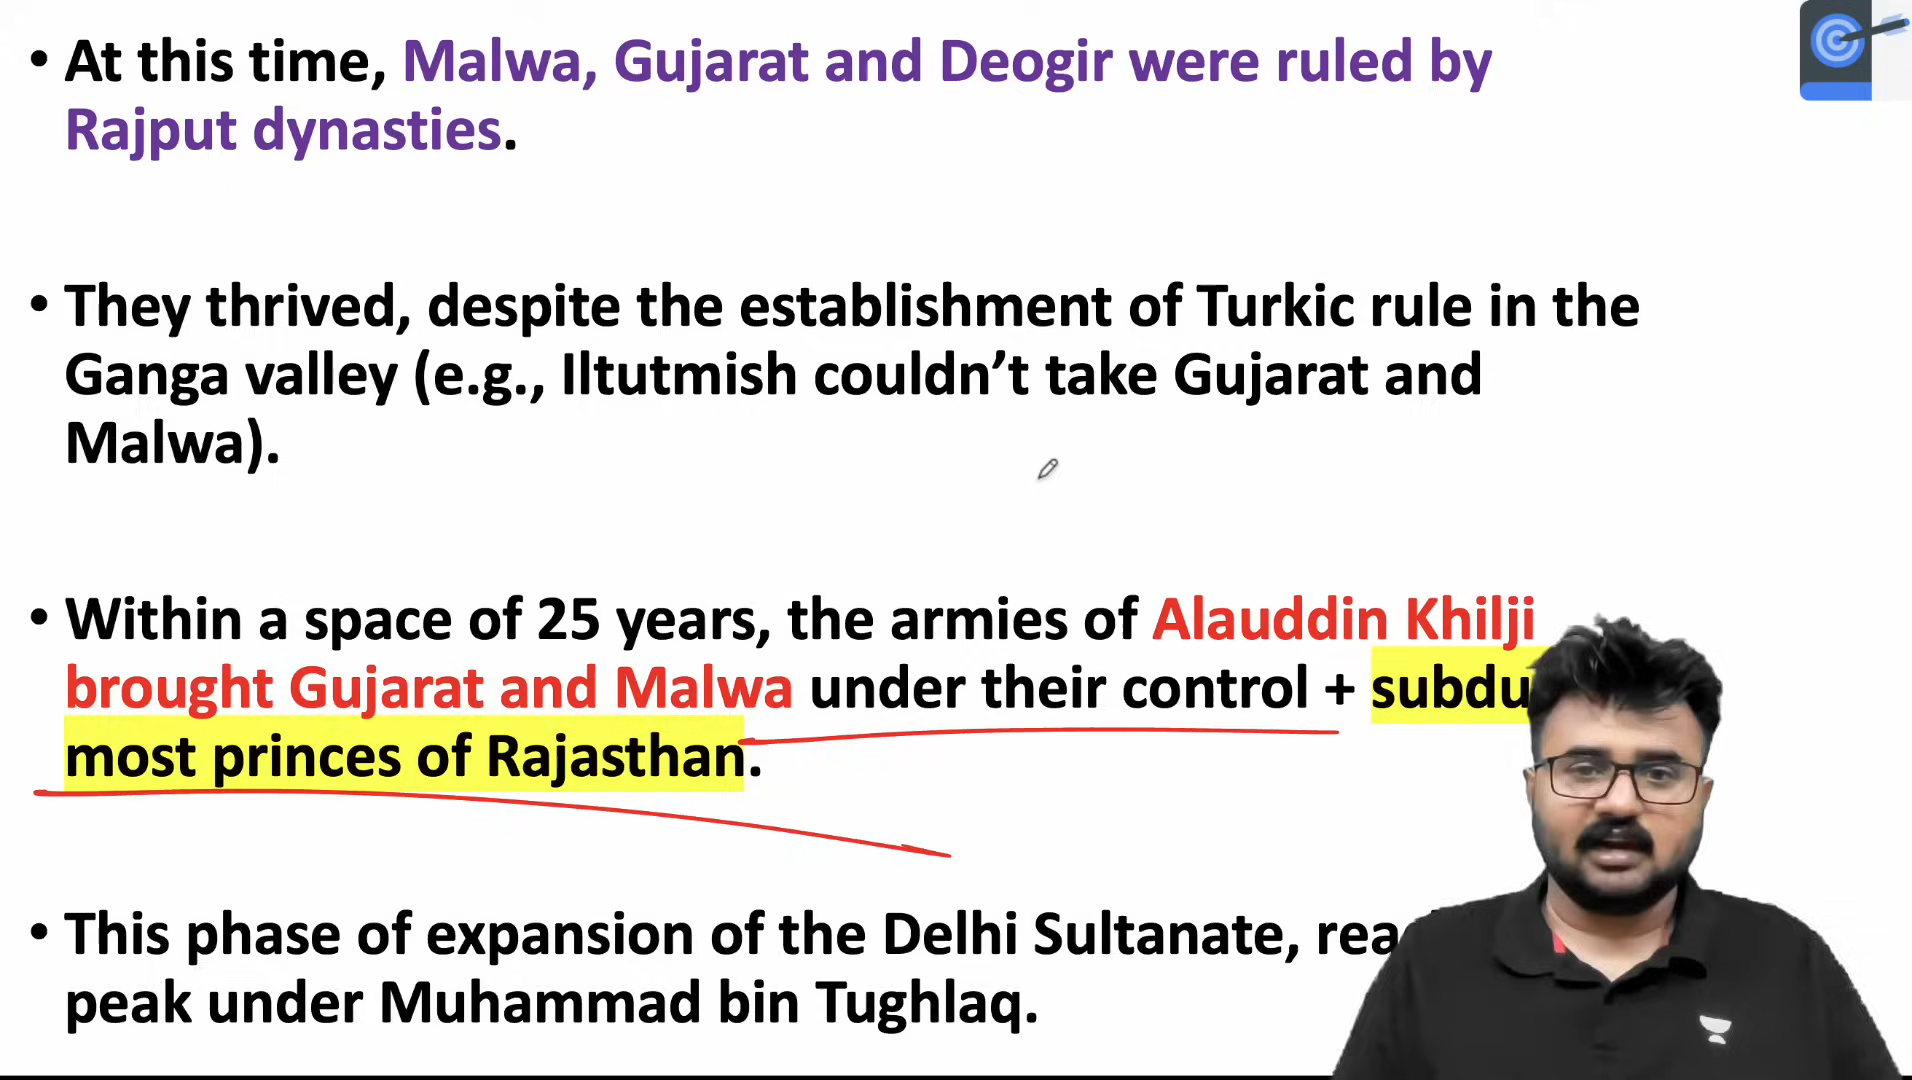 • At this time, Malwa, Gujarat and Deogir were ruled by
Rajput dynasties.
• They thrived, despite the establishment of Turkic rule in the
Ganga valley (e.g., Iltutmish couldn’t take Gujarat and
Malwa).
• Within a space of 25 years, the armies of Alauddin Khilji
brought Gujarat and Malwa under their control +
most princes of Rajasthan.
• This phase of expansion of the Delhi Sultanate,
peak under Muhammad bin Tughlaq.